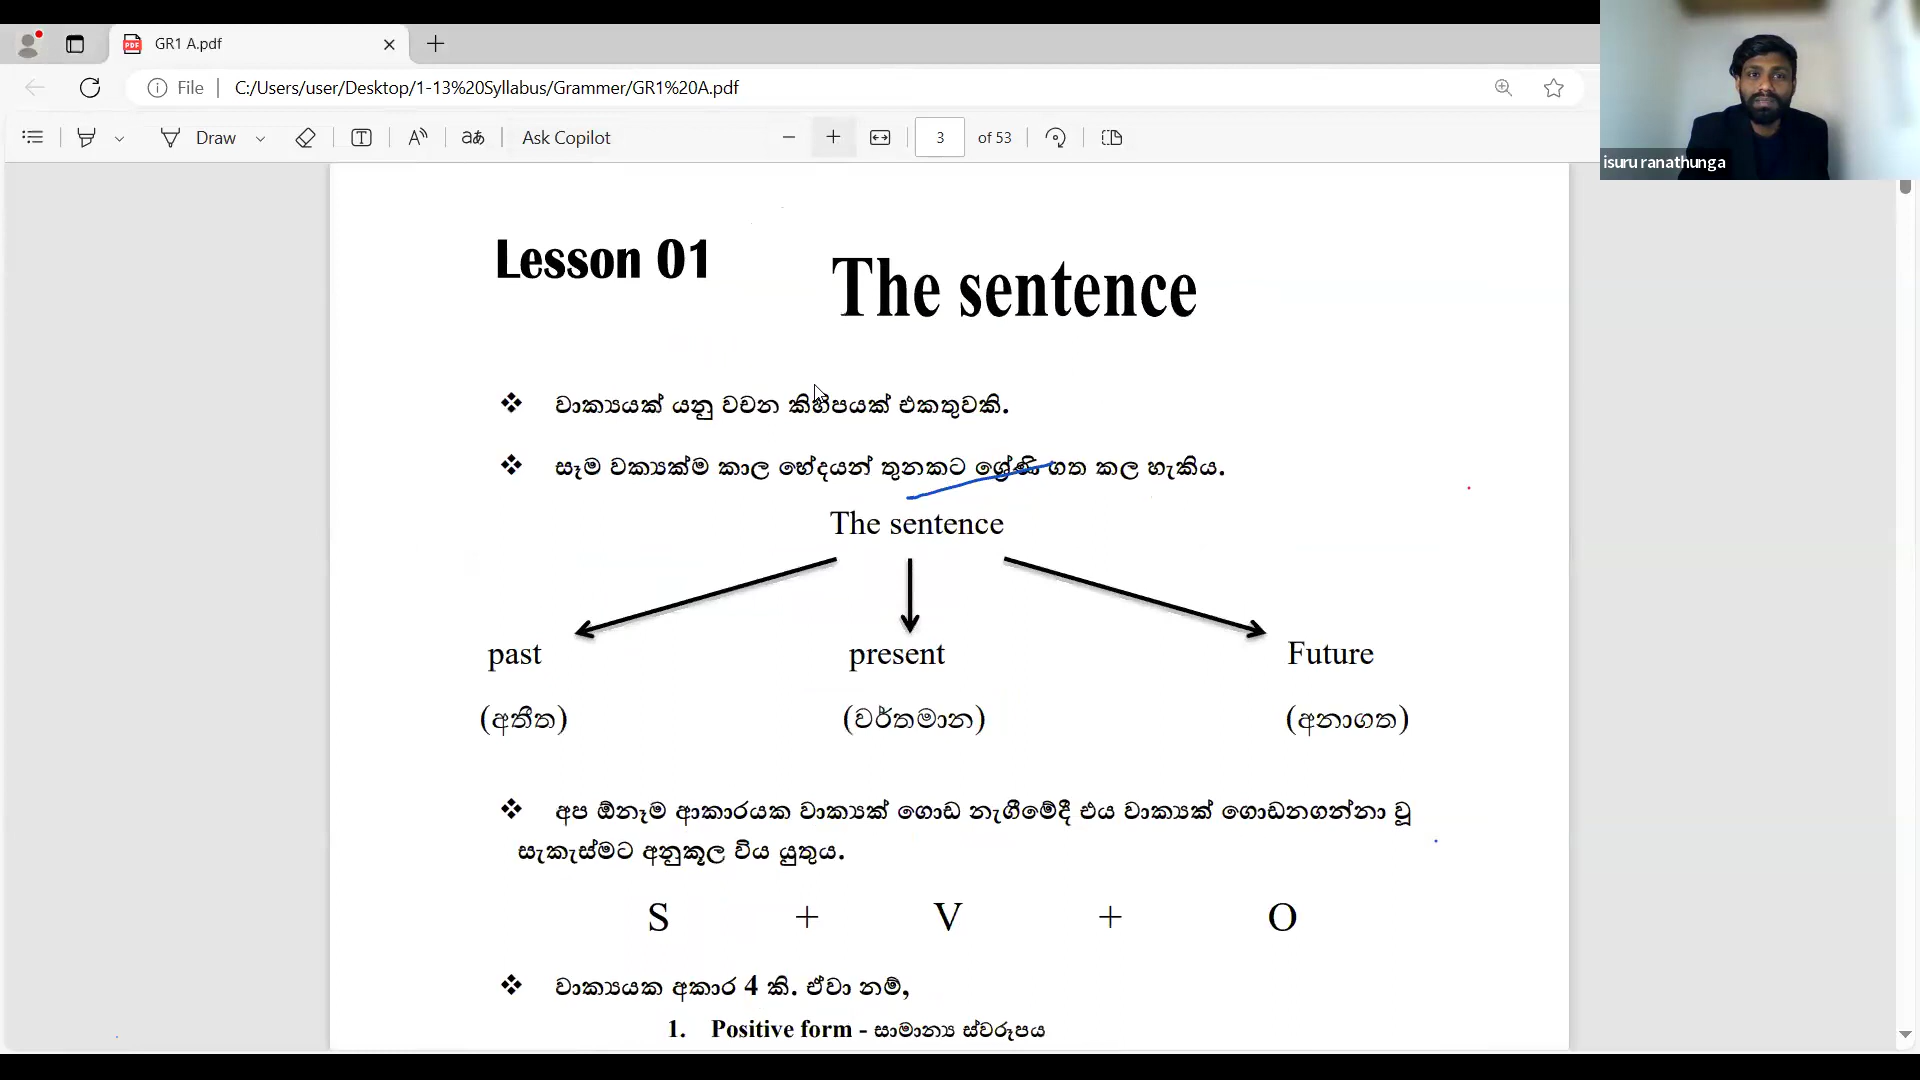 GR1 A.pdf
File C:/Users/user/Desktop/1-13%20Syllabus/Grammer/GR1%20A.pdf
isuru ranathunga
Draw aあ Ask Copilot 3 of 53
Lesson 01
The sentence
❖ වාක්‍යයක් යනු වචන කිහිපයක් එකතුවකි.
❖ සෑම වක්‍යක්ම කාල භේදයන් තුනකට ශ්‍රේණි ගත කල හැකිය.
The sentence
past present Future
(අතීත) (වර්තමාන) (අනාගත)
❖ අප ඕනෑම ආකාරයක වාක්‍යක් ගොඩ නැගීමේදී එය වාක්‍යක් ගොඩනගන්නා වූ
සැකැස්මට අනුකූල විය යුතුය.
S + V + O
❖ වාක්‍යයක අකාර 4 කි. ඒවා නම්,
1. Positive form - සාමාන්‍ය ස්වරූපය